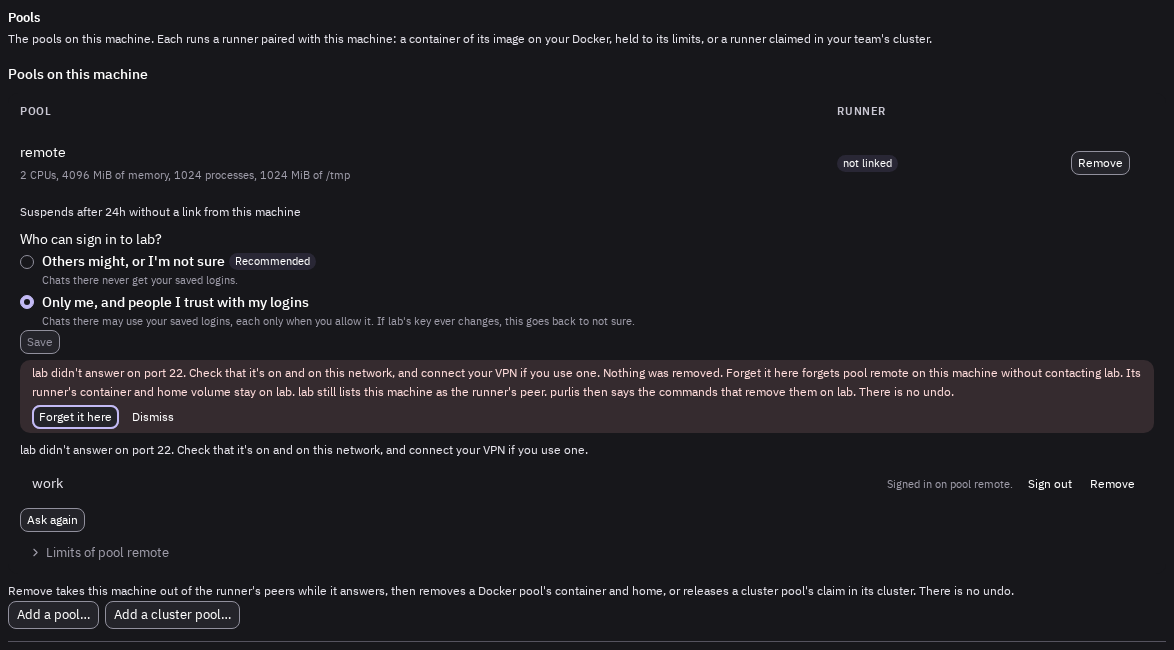 Pools
The pools on this machine. Each runs a runner paired with this machine: a container of its image on your Docker, held to its limits, or a runner claimed in your team's cluster.
Pools on this machine
POOL RUNNER
remote
2 CPUs, 4096 MiB of memory, 1024 processes, 1024 MiB of /tmp
not linked
Remove
Suspends after 24h without a link from this machine
Who can sign in to lab?
Others might, or I'm not sure Recommended
Chats there never get your saved logins.
Only me, and people I trust with my logins
Chats there may use your saved logins, each only when you allow it. If lab's key ever changes, this goes back to not sure.
Save
lab didn't answer on port 22. Check that it's on and on this network, and connect your VPN if you use one. Nothing was removed. Forget it here forgets pool remote on this machine without contacting lab. Its
runner's container and home volume stay on lab. lab still lists this machine as the runner's peer. purlis then says the commands that remove them on lab. There is no undo.
Forget it here Dismiss
lab didn't answer on port 22. Check that it's on and on this network, and connect your VPN if you use one.
work Signed in on pool remote. Sign out Remove
Ask again
Limits of pool remote
Remove takes this machine out of the runner's peers while it answers, then removes a Docker pool's container and home, or releases a cluster pool's claim in its cluster. There is no undo.
Add a pool... Add a cluster pool...